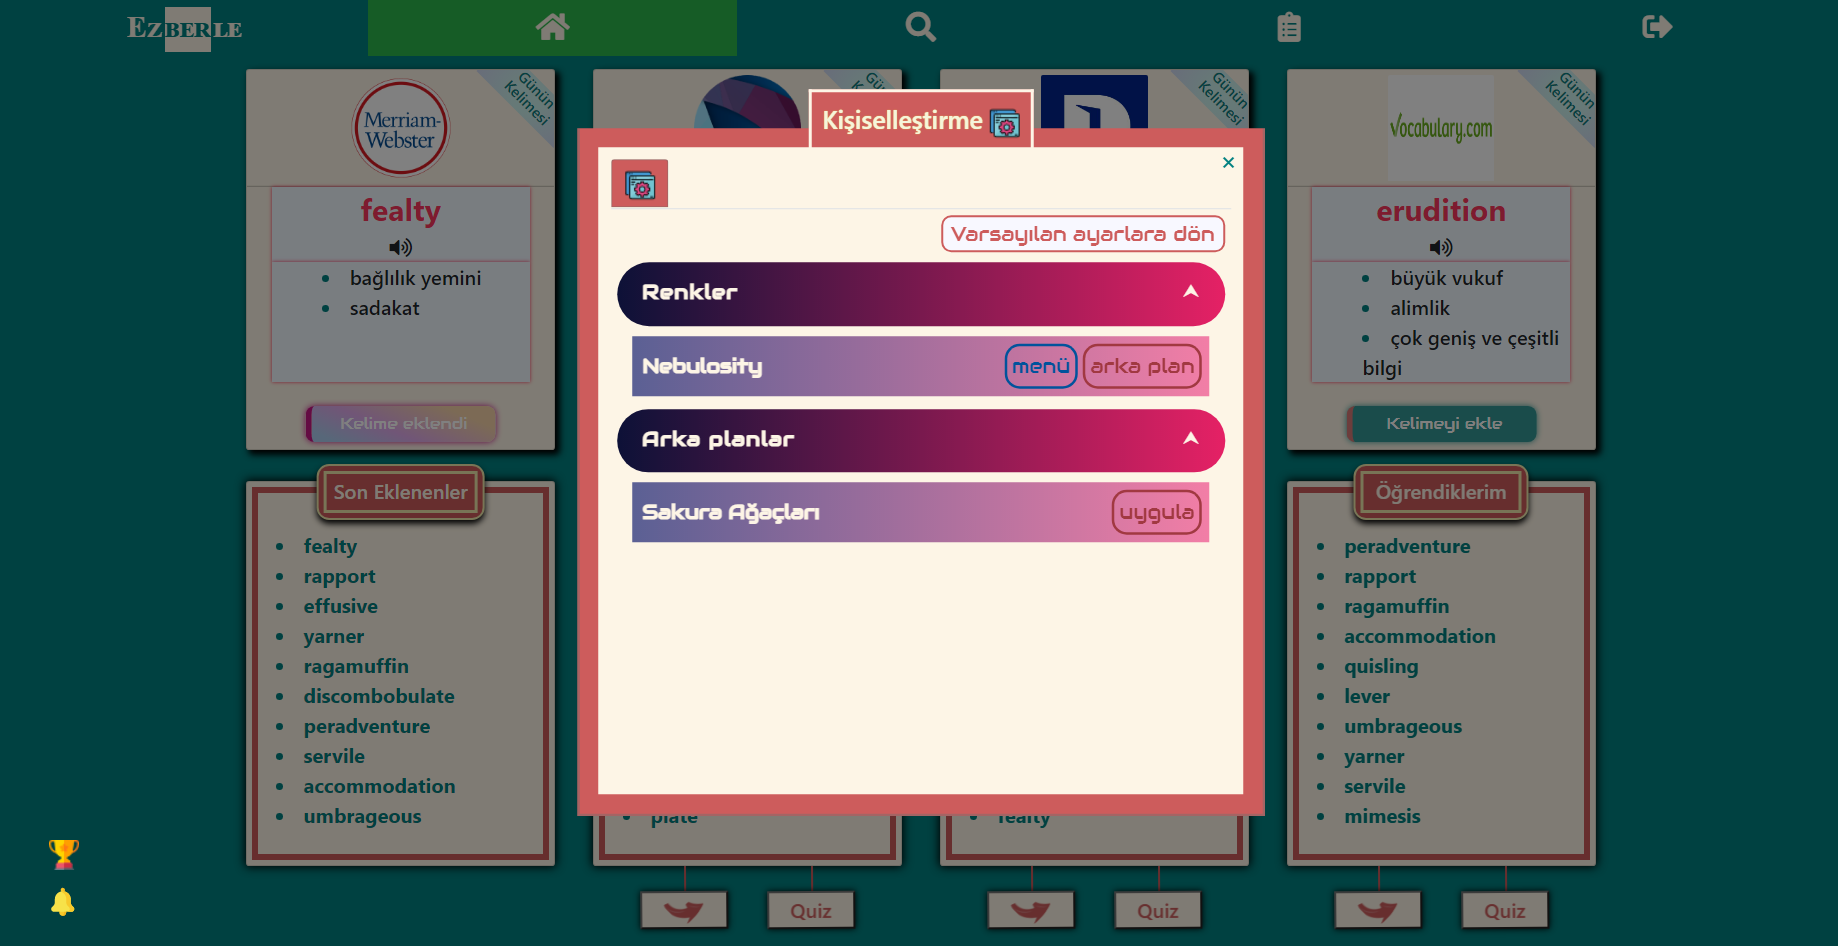 EZBERLE
Günün
Kelimesi
Merriam-
Webster
fealty
bağlılık yemini
sadakat
Kelime eklendi
Günün
Günün
Kelimesi
Günün
Kelimesi
Vocabulary.com
erudition
büyük vukuf
alimlik
çok geniş ve çeşitli
bilgi
Kelimeyi ekle
Kişiselleştirme
×
Varsayılan ayarlara dön
Renkler
Nebulosity menü arka plan
Arka planlar
Sakura Ağaçları uygula
Son Eklenenler
fealty
rapport
effusive
yarner
ragamuffin
discombobulate
peradventure
servile
accommodation
umbrageous
plate
Quiz
fealty
Quiz
Öğrendiklerim
peradventure
rapport
ragamuffin
accommodation
quisling
lever
umbrageous
yarner
servile
mimesis
Quiz